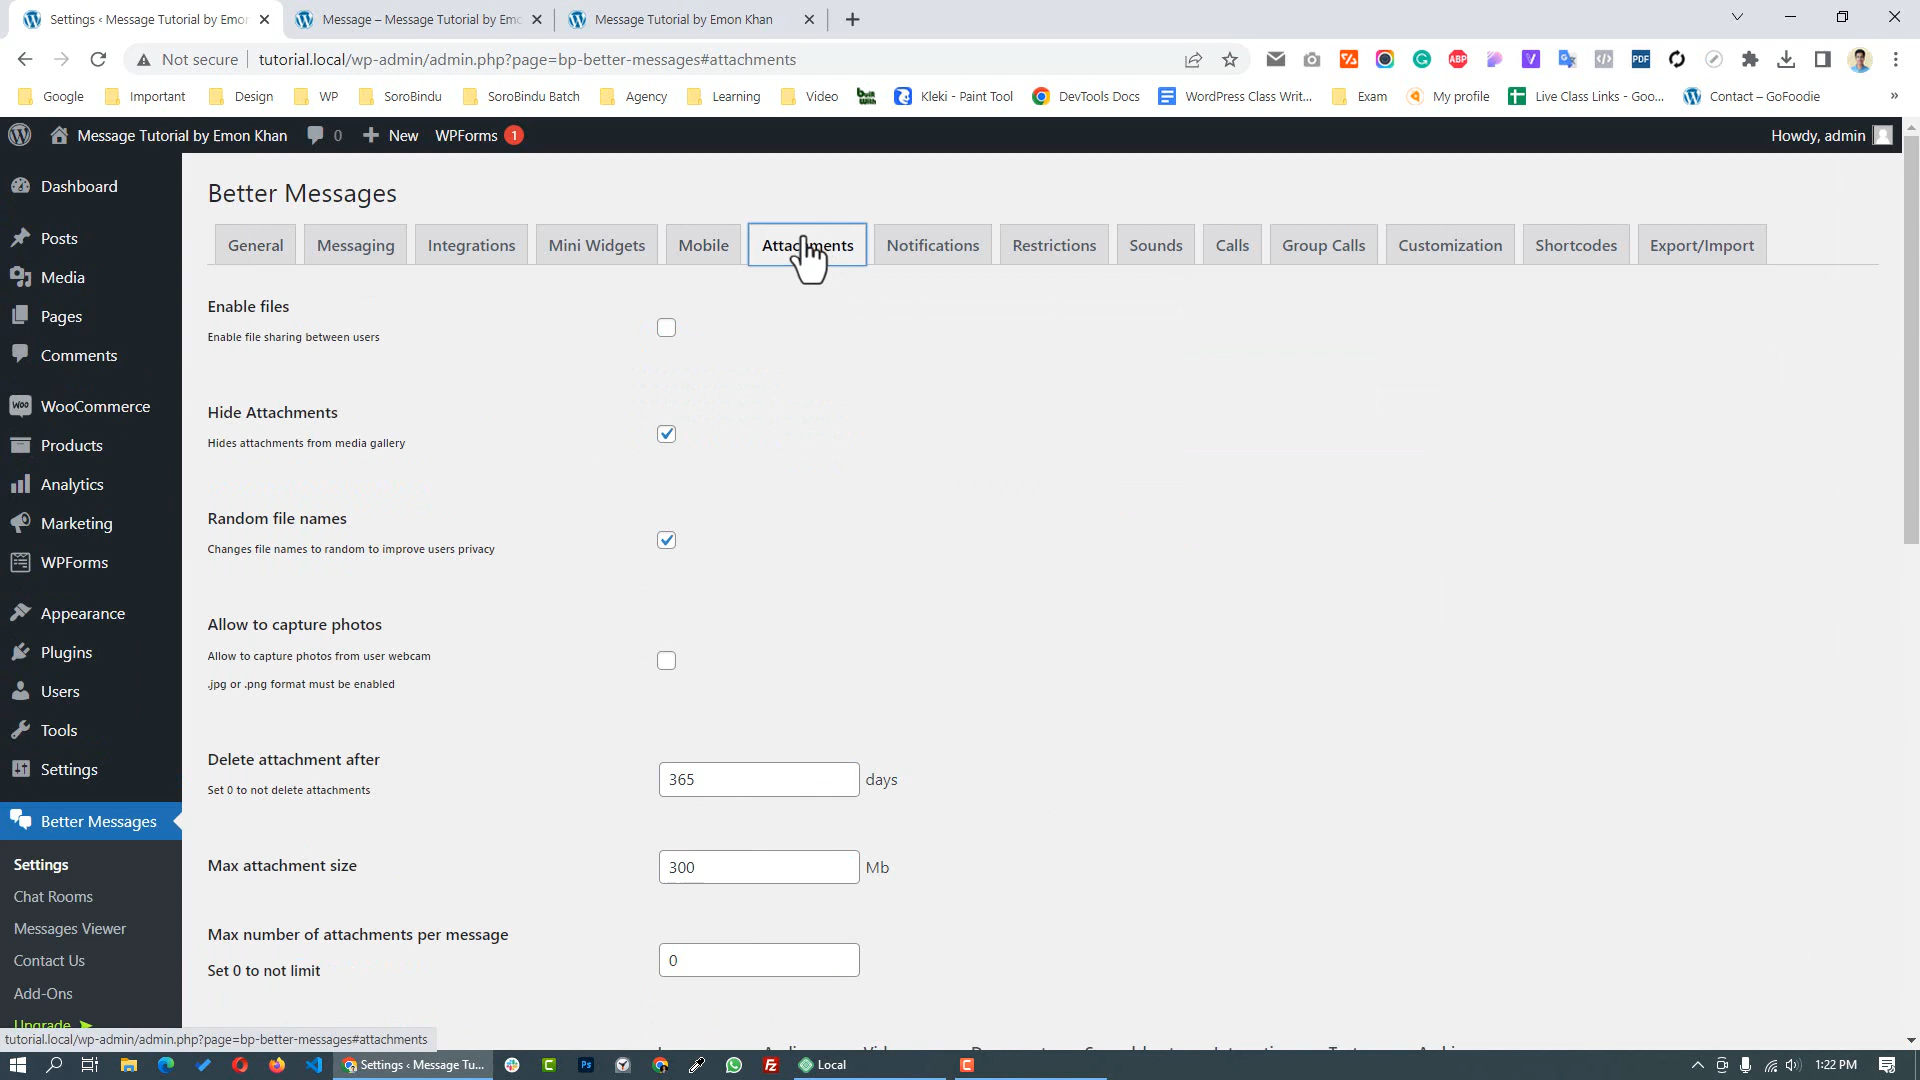 Settings ‹ Message Tutorial by Emon
Message – Message Tutorial by Em
Message Tutorial by Emon Khan
Not secure
tutorial.local/wp-admin/admin.php?page=bp-better-messages#attachments
Google
Important
Design
WP
SoroBindu
SoroBindu Batch
Agency
Learning
Video
Kleki - Paint Tool
DevTools Docs
WordPress Class Writ...
Exam
My profile
Live Class Links - Goo...
Contact – GoFoodie
»
Message Tutorial by Emon Khan
0
New
WPForms 1
Howdy, admin
Dashboard
Posts
Media
Pages
Comments
WooCommerce
Products
Analytics
Marketing
WPForms
Appearance
Plugins
Users
Tools
Settings
Better Messages
Settings
Chat Rooms
Messages Viewer
Contact Us
Add-Ons
Upgrade ➤
Better Messages
General
Messaging
Integrations
Mini Widgets
Mobile
Attachments
Notifications
Restrictions
Sounds
Calls
Group Calls
Customization
Shortcodes
Export/Import
Enable files
Enable file sharing between users
Hide Attachments
Hides attachments from media gallery
Random file names
Changes file names to random to improve users privacy
Allow to capture photos
Allow to capture photos from user webcam
.jpg or .png format must be enabled
Delete attachment after
Set 0 to not delete attachments
365 days
Max attachment size
300 Mb
Max number of attachments per message
Set 0 to not limit
0
tutorial.local/wp-admin/admin.php?page=bp-better-messages#attachments
Settings ‹ Message Tu...
Local
1:22 PM